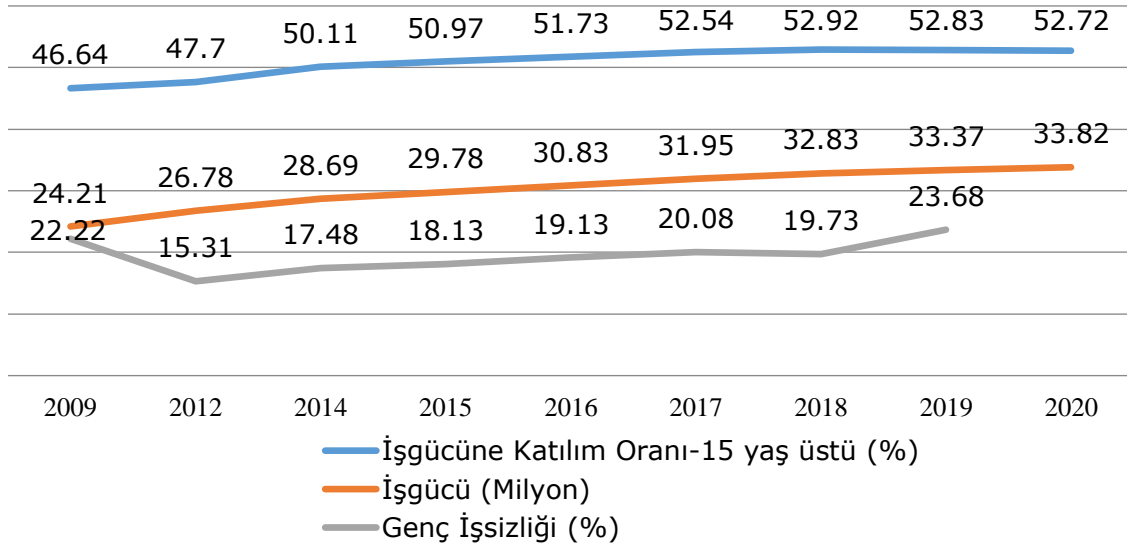 46.64 47.7 50.11 50.97 51.73 52.54 52.92 52.83 52.72
24.21 26.78 28.69 29.78 30.83 31.95 32.83 33.37 33.82
22.22 15.31 17.48 18.13 19.13 20.08 19.73 23.68
2009 2012 2014 2015 2016 2017 2018 2019 2020
İşgücüne Katılım Oranı-15 yaş üstü (%)
İşgücü (Milyon)
Genç İşsizliği (%)